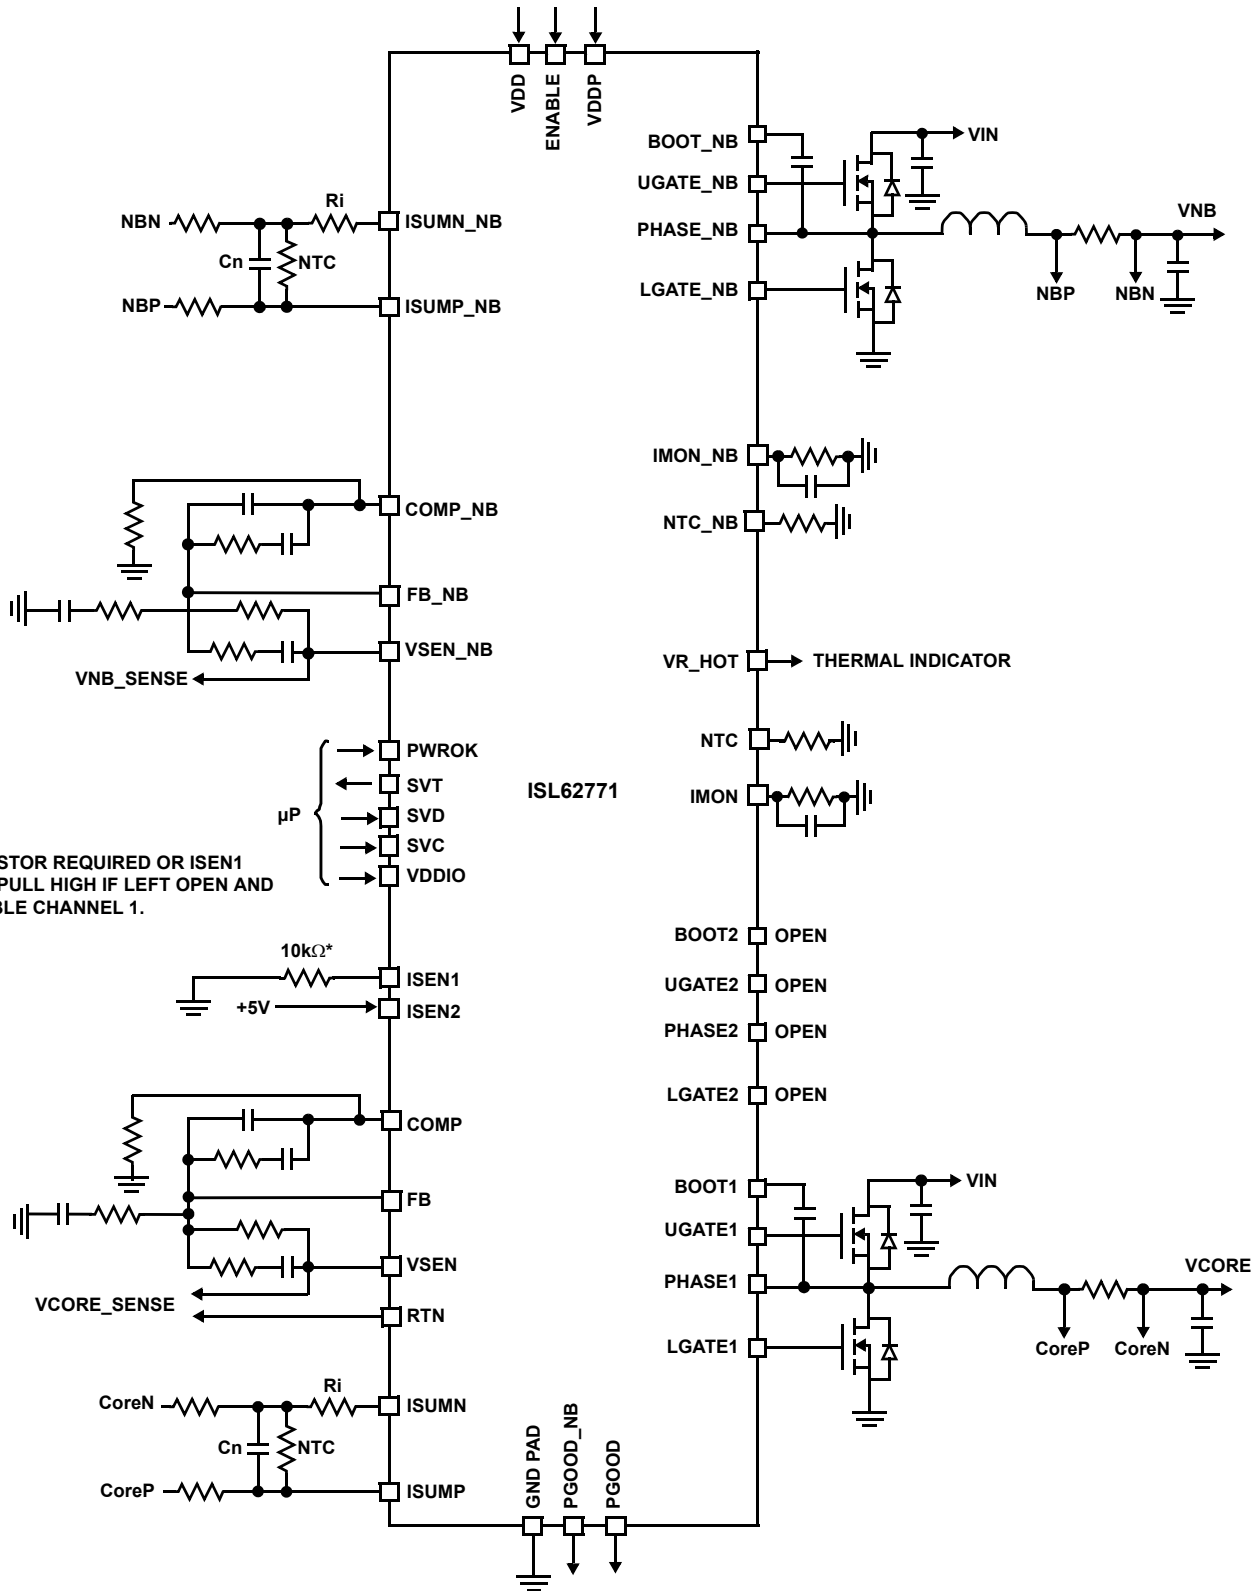 VDD
ENABLE
VDDP
BOOT_NB
VIN
UGATE_NB
PHASE_NB
VNB
LGATE_NB
NBP
NBN
NBN
Ri
ISUMN_NB
Cn
NTC
NBP
ISUMP_NB
IMON_NB
COMP_NB
NTC_NB
FB_NB
VSEN_NB
VNB_SENSE
VR_HOT
THERMAL INDICATOR
PWROK
NTC
SVT
ISL62771
IMON
µP
SVD
SVC
VDDIO
STOR REQUIRED OR ISEN1
PULL HIGH IF LEFT OPEN AND
BLE CHANNEL 1.
BOOT2 OPEN
10kΩ*
ISEN1
UGATE2 OPEN
+5V
ISEN2
PHASE2 OPEN
LGATE2 OPEN
COMP
BOOT1
VIN
FB
UGATE1
VSEN
PHASE1
VCORE
VCORE_SENSE
RTN
LGATE1
CoreP
CoreN
CoreN
Ri
ISUMN
Cn
NTC
CoreP
ISUMP
GND PAD
PGOOD_NB
PGOOD